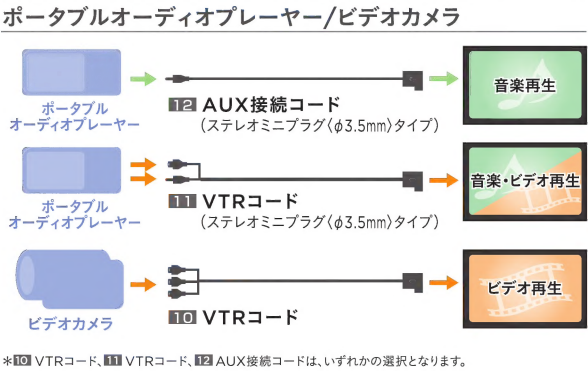 ポータブルオーディオプレーヤー/ビデオカメラ
ポータブル
オーディオプレーヤー
12 AUX接続コード
（ステレオミニプラグ〈φ3.5mm〉タイプ）
音楽再生
ポータブル
オーディオプレーヤー
11 VTRコード
（ステレオミニプラグ〈φ3.5mm〉タイプ）
音楽・ビデオ再生
ビデオカメラ
10 VTRコード
ビデオ再生
＊10 VTRコード、11 VTRコード、12 AUX接続コードは、いずれかの選択となります。